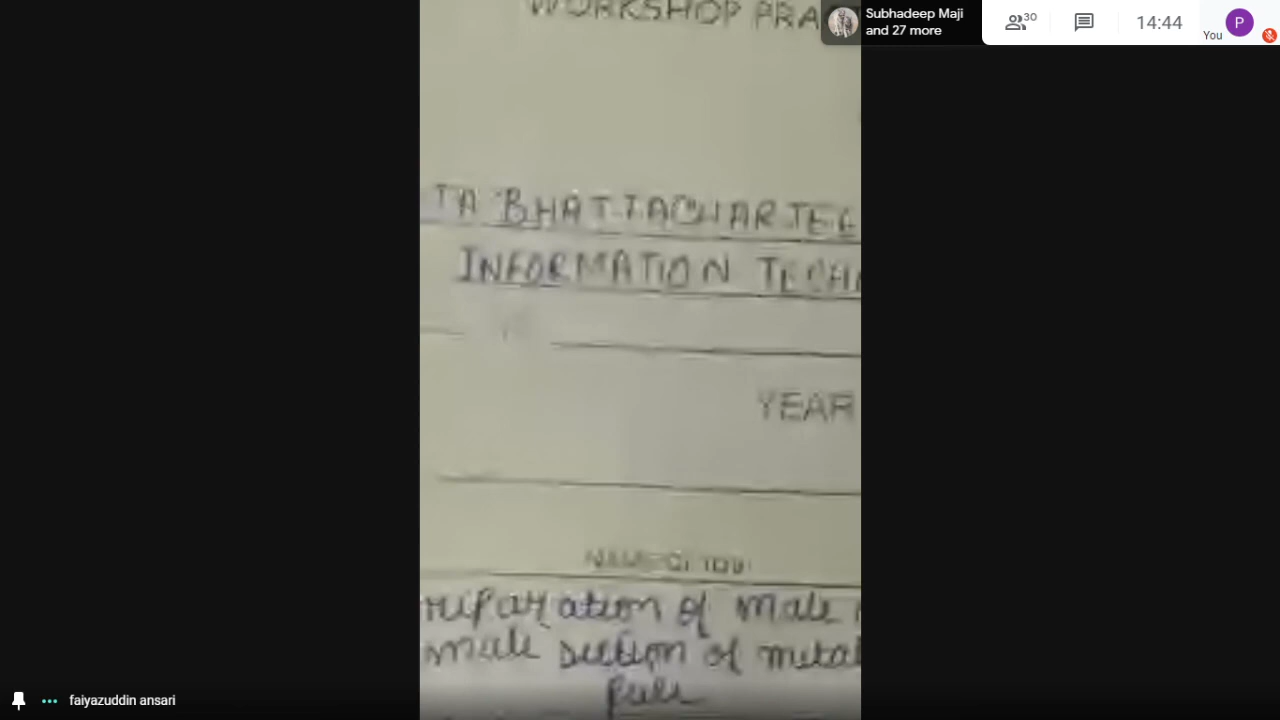 WORKSHOP PRA
Subhadeep Maji
and 27 more
30
14:44
You
P
TA BHATTACHARJEE
INFORMATION TECH
YEAR
NAME OF JOB
reparation of male
male section of metal
faiyazuddin ansari